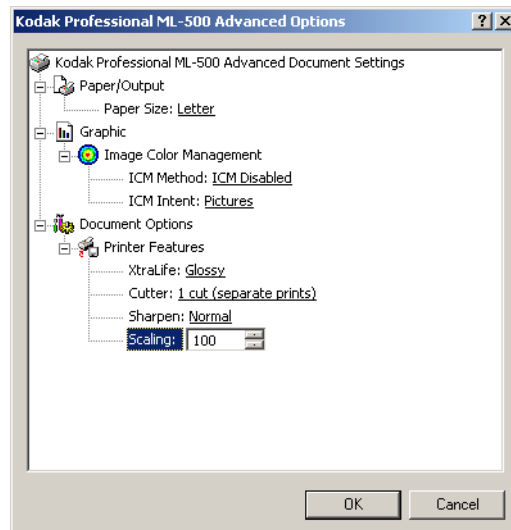 Kodak Professional ML-500 Advanced Options
Kodak Professional ML-500 Advanced Document Settings
Paper/Output
Paper Size: Letter
Graphic
Image Color Management
ICM Method: ICM Disabled
ICM Intent: Pictures
Document Options
Printer Features
XtraLife: Glossy
Cutter: 1 cut (separate prints)
Sharpen: Normal
Scaling: 100
OK Cancel